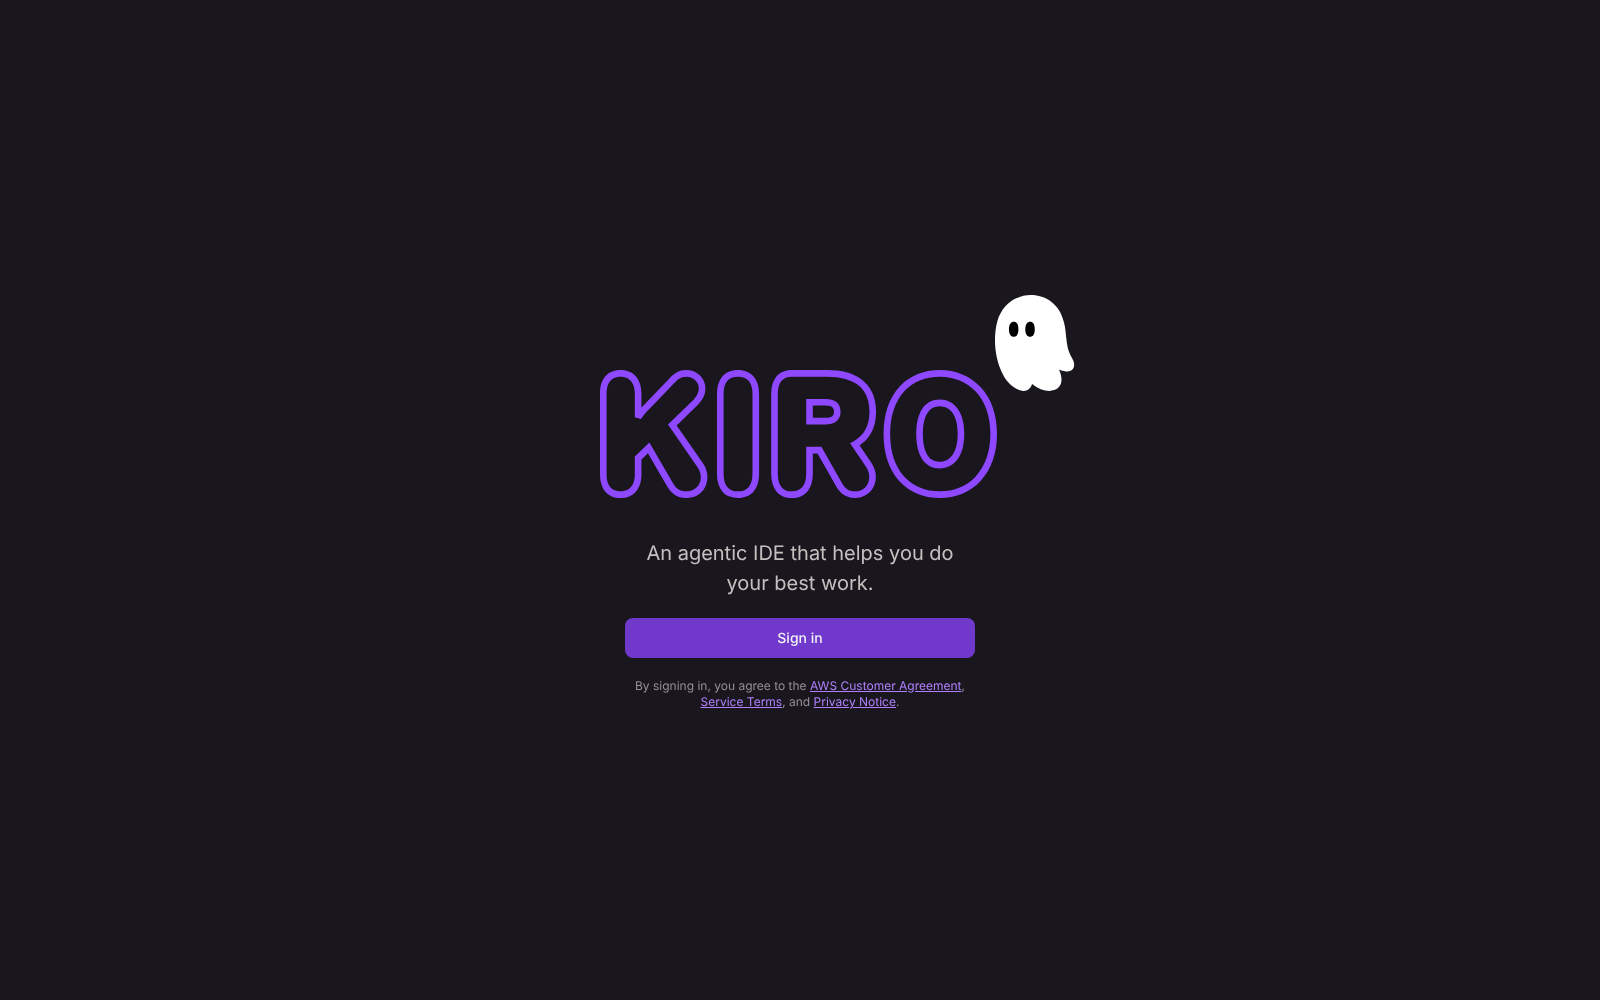 KIRO
An agentic IDE that helps you do
your best work.
Sign in
By signing in, you agree to the AWS Customer Agreement,
Service Terms, and Privacy Notice.